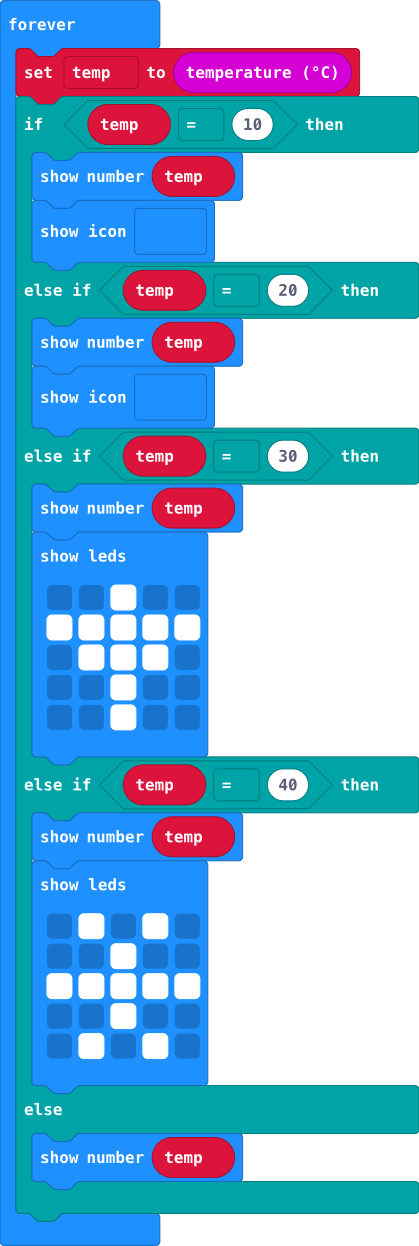 forever
set temp to temperature (°C)
if temp = 10 then
show number temp
show icon
else if temp = 20 then
show number temp
show icon
else if temp = 30 then
show number temp
show leds
else if temp = 40 then
show number temp
show leds
else
show number temp